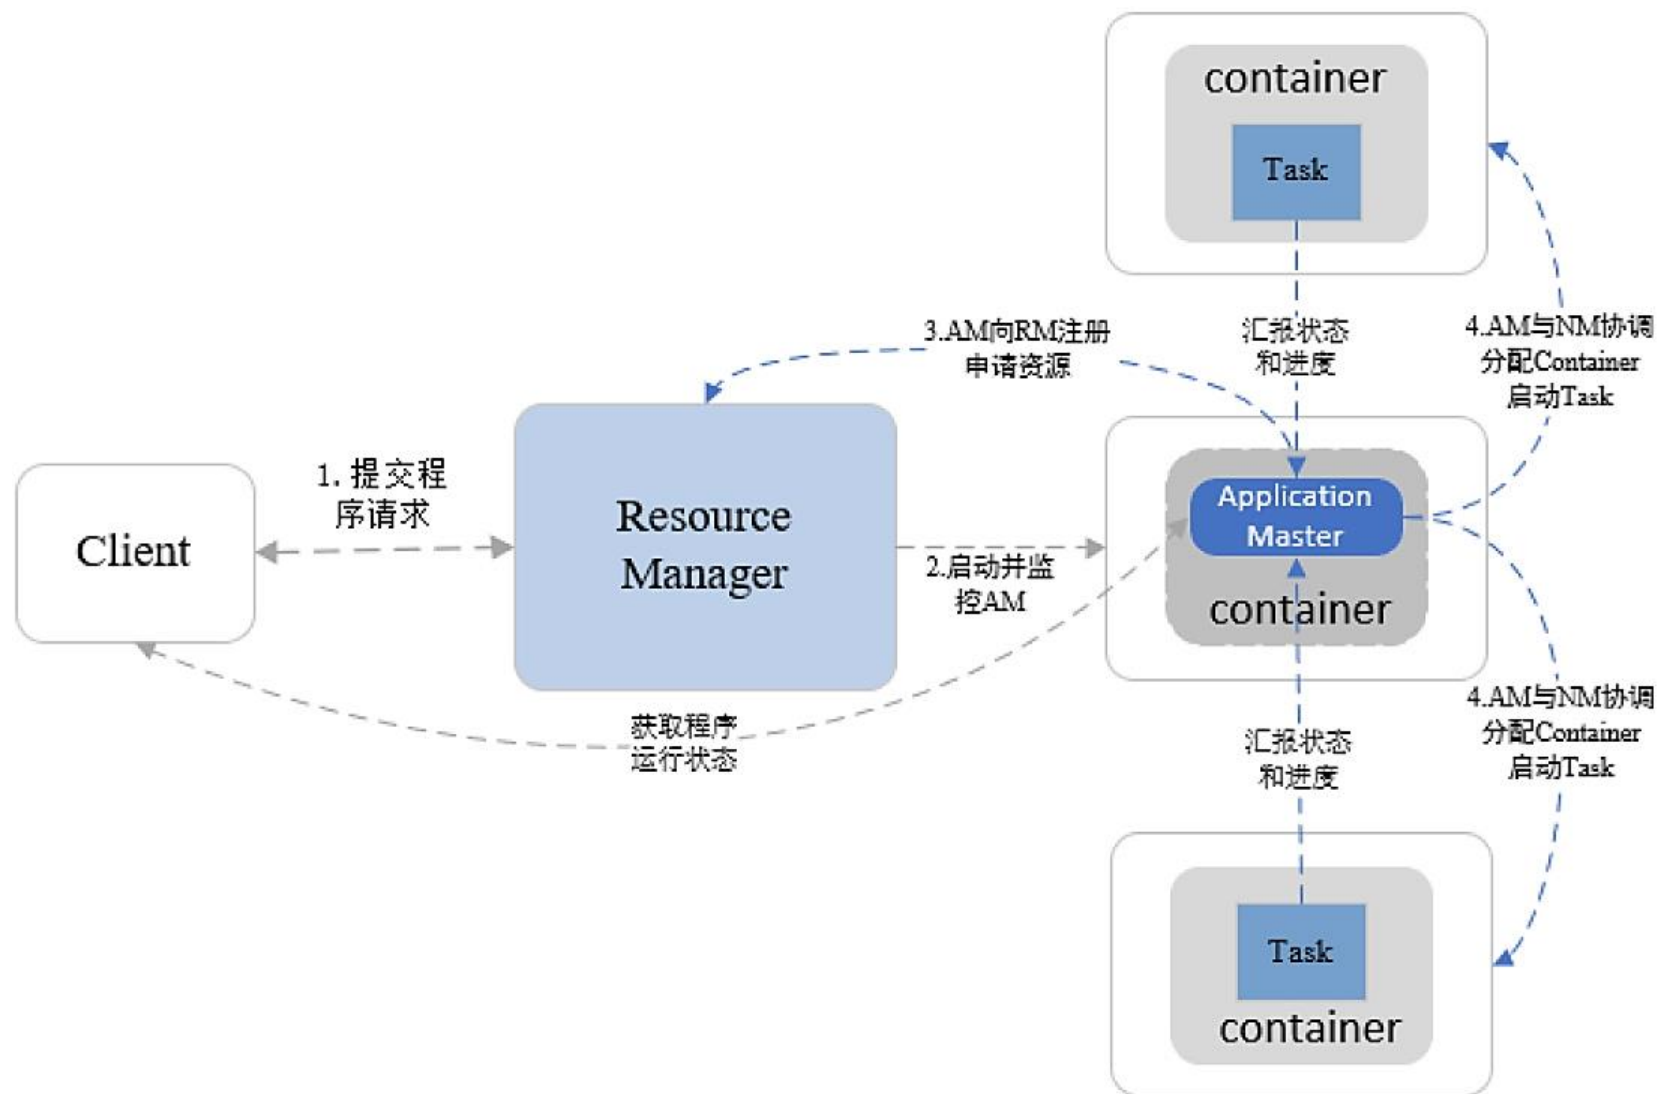 container
Task
3.AM向RM注册
申请资源
汇报状态
和进度
4.AM与NM协调
分配Container
启动Task
1. 提交程
序请求
Client
Resource
Manager
2.启动并监
控AM
Application
Master
container
获取程序
运行状态
汇报状态
和进度
4.AM与NM协调
分配Container
启动Task
Task
container